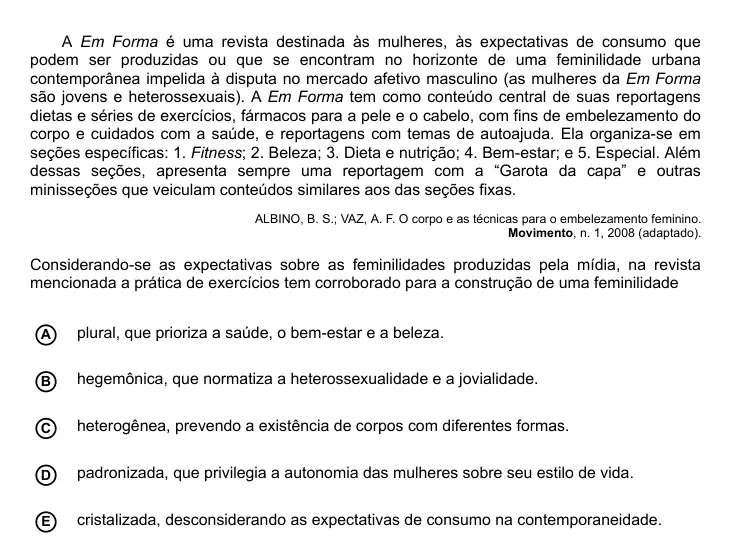 A Em Forma é uma revista destinada às mulheres, às expectativas de consumo que
podem ser produzidas ou que se encontram no horizonte de uma feminilidade urbana
contemporânea impelida à disputa no mercado afetivo masculino (as mulheres da Em Forma
são jovens e heterossexuais). A Em Forma tem como conteúdo central de suas reportagens
dietas e séries de exercícios, fármacos para a pele e o cabelo, com fins de embelezamento do
corpo e cuidados com a saúde, e reportagens com temas de autoajuda. Ela organiza-se em
seções específicas: 1. Fitness; 2. Beleza; 3. Dieta e nutrição; 4. Bem-estar; e 5. Especial. Além
dessas seções, apresenta sempre uma reportagem com a “Garota da capa” e outras
minisseções que veiculam conteúdos similares aos das seções fixas.
ALBINO, B. S.; VAZ, A. F. O corpo e as técnicas para o embelezamento feminino.
Movimento, n. 1, 2008 (adaptado).
Considerando-se as expectativas sobre as feminilidades produzidas pela mídia, na revista
mencionada a prática de exercícios tem corroborado para a construção de uma feminilidade
A plural, que prioriza a saúde, o bem-estar e a beleza.
B hegemônica, que normatiza a heterossexualidade e a jovialidade.
C heterogênea, prevendo a existência de corpos com diferentes formas.
D padronizada, que privilegia a autonomia das mulheres sobre seu estilo de vida.
E cristalizada, desconsiderando as expectativas de consumo na contemporaneidade.